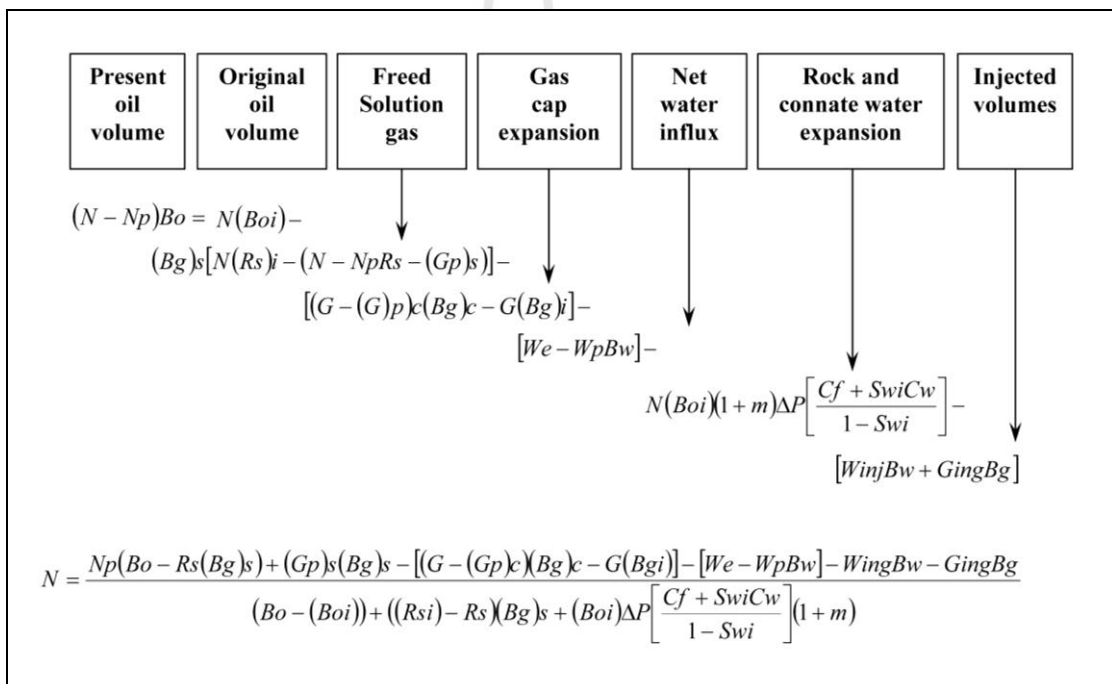 Present oil volume
Original oil volume
Freed Solution gas
Gas cap expansion
Net water influx
Rock and connate water expansion
Injected volumes
(N − Np)Bo = N(Boi) −
(Bg)s[N(Rs)i − (N − NpRs − (Gp)s)] −
[(G − (G)p)c(Bg)c − G(Bg)i] −
[We − WpBw] −
N(Boi)(1 + m)ΔP[(Cf + SwiCw)/(1 − Swi)] −
[WinjBw + GingBg]
N = Np(Bo − Rs(Bg)s) + (Gp)s(Bg)s − [(G − (Gp)c)(Bg)c − G(Bgi)] − [We − WpBw] − WingBw − GingBg
(Bo − (Boi)) + ((Rsi) − Rs)(Bg)s + (Boi)ΔP[(Cf + SwiCw)/(1 − Swi)](1 + m)